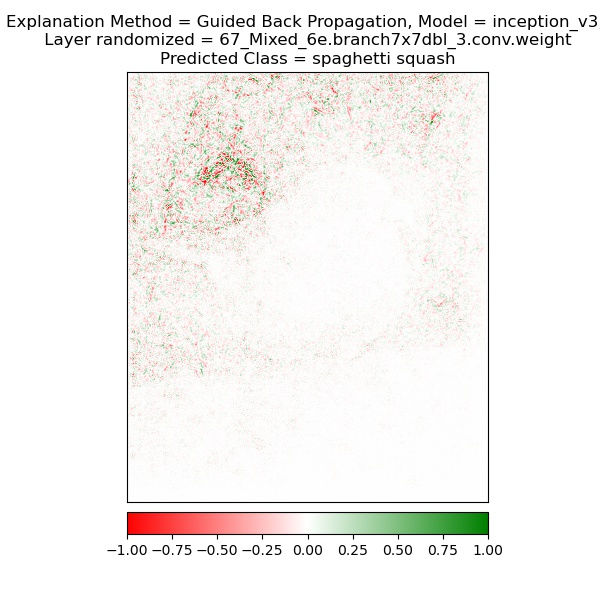 Explanation Method = Guided Back Propagation, Model = inception_v3
Layer randomized = 67_Mixed_6e.branch7x7dbl_3.conv.weight
Predicted Class = spaghetti squash
−1.00 −0.75 −0.50 −0.25 0.00 0.25 0.50 0.75 1.00